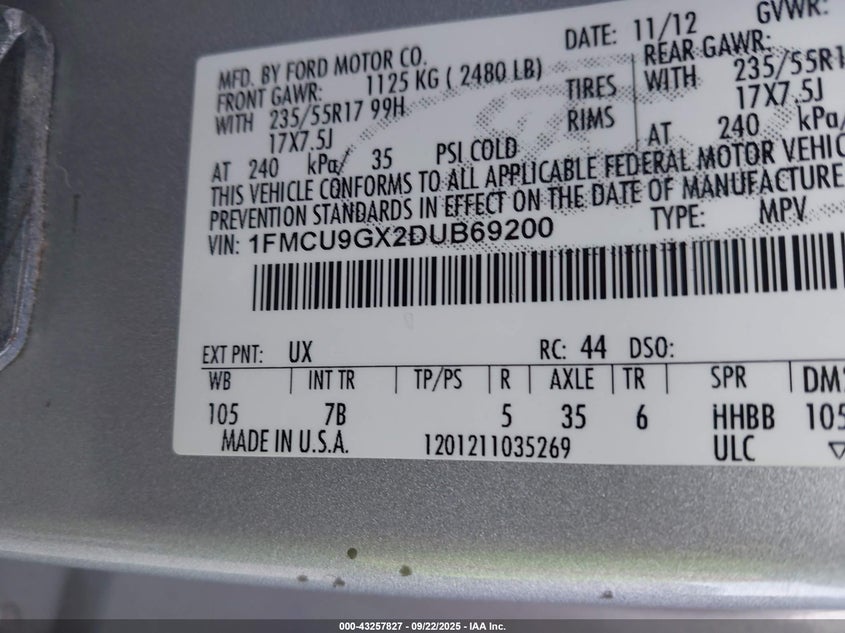 MFD. BY FORD MOTOR CO. DATE: 11/12 GVWR:
FRONT GAWR: 1125 KG ( 2480 LB) REAR GAWR:
WITH 235/55R17 99H TIRES WITH 235/55R1
17X7.5J RIMS 17X7.5J
AT 240 kPa/ 35 PSI COLD AT 240 kPa/
THIS VEHICLE CONFORMS TO ALL APPLICABLE FEDERAL MOTOR VEHIC
PREVENTION STANDARDS IN EFFECT ON THE DATE OF MANUFACTURE
VIN: 1FMCU9GX2DUB69200 TYPE: MPV
EXT PNT: UX RC: 44 DSO:
WB INT TR TP/PS R AXLE TR SPR DM
105 7B 5 35 6 HHBB 105
MADE IN U.S.A. 1201211035269 ULC
000-43257827 - 09/22/2025 - IAA Inc.